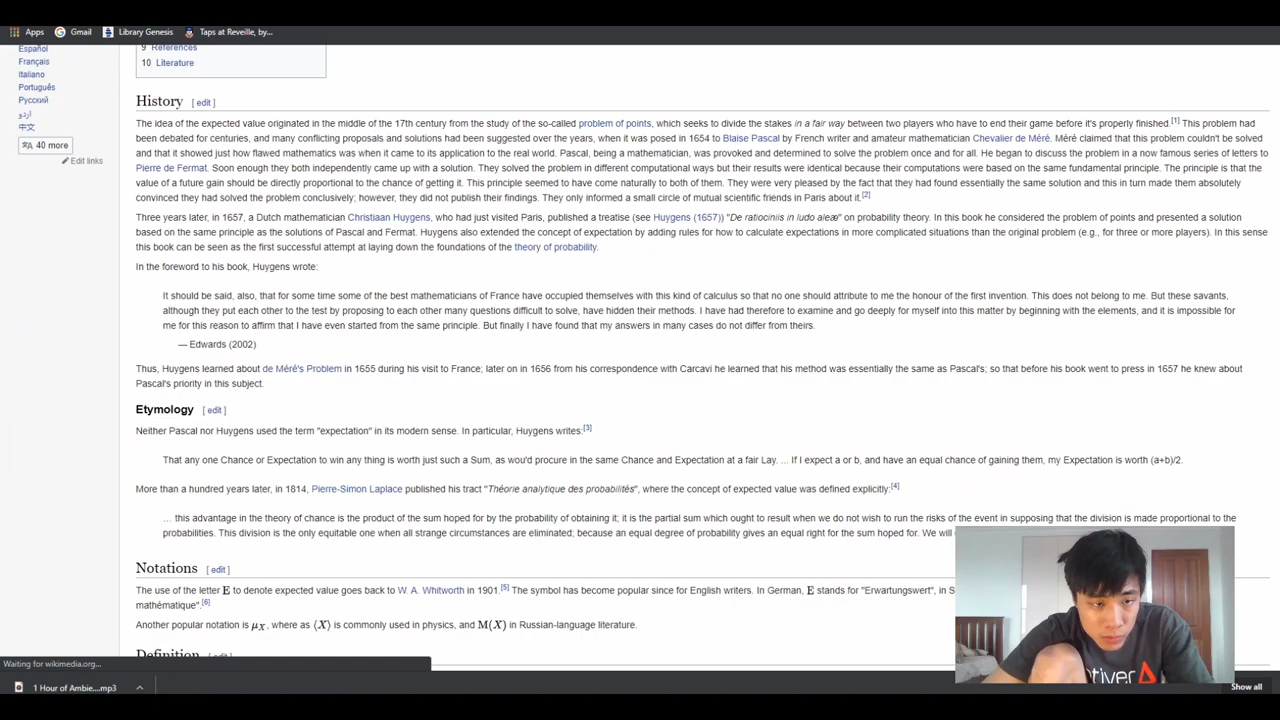 Apps Gmail Library Genesis Taps at Reveille, by...
Español
Français
Italiano
Português
Русский
اردو
中文
40 more
Edit links
9 References
10 Literature
History [ edit ]
The idea of the expected value originated in the middle of the 17th century from the study of the so-called problem of points, which seeks to divide the stakes in a fair way between two players who have to end their game before it's properly finished.[1] This problem had
been debated for centuries, and many conflicting proposals and solutions had been suggested over the years, when it was posed in 1654 to Blaise Pascal by French writer and amateur mathematician Chevalier de Méré. Méré claimed that this problem couldn't be solved
and that it showed just how flawed mathematics was when it came to its application to the real world. Pascal, being a mathematician, was provoked and determined to solve the problem once and for all. He began to discuss the problem in a now famous series of letters to
Pierre de Fermat. Soon enough they both independently came up with a solution. They solved the problem in different computational ways but their results were identical because their computations were based on the same fundamental principle. The principle is that the
value of a future gain should be directly proportional to the chance of getting it. This principle seemed to have come naturally to both of them. They were very pleased by the fact that they had found essentially the same solution and this in turn made them absolutely
convinced they had solved the problem conclusively; however, they did not publish their findings. They only informed a small circle of mutual scientific friends in Paris about it.[2]
Three years later, in 1657, a Dutch mathematician Christiaan Huygens, who had just visited Paris, published a treatise (see Huygens (1657)) "De ratiociniis in ludo aleæ" on probability theory. In this book he considered the problem of points and presented a solution
based on the same principle as the solutions of Pascal and Fermat. Huygens also extended the concept of expectation by adding rules for how to calculate expectations in more complicated situations than the original problem (e.g., for three or more players). In this sense
this book can be seen as the first successful attempt at laying down the foundations of the theory of probability.
In the foreword to his book, Huygens wrote:
It should be said, also, that for some time some of the best mathematicians of France have occupied themselves with this kind of calculus so that no one should attribute to me the honour of the first invention. This does not belong to me. But these savants,
although they put each other to the test by proposing to each other many questions difficult to solve, have hidden their methods. I have had therefore to examine and go deeply for myself into this matter by beginning with the elements, and it is impossible for
me for this reason to affirm that I have even started from the same principle. But finally I have found that my answers in many cases do not differ from theirs.
— Edwards (2002)
Thus, Huygens learned about de Méré's Problem in 1655 during his visit to France; later on in 1656 from his correspondence with Carcavi he learned that his method was essentially the same as Pascal's; so that before his book went to press in 1657 he knew about
Pascal's priority in this subject.
Etymology [ edit ]
Neither Pascal nor Huygens used the term "expectation" in its modern sense. In particular, Huygens writes:[3]
That any one Chance or Expectation to win any thing is worth just such a Sum, as wou'd procure in the same Chance and Expectation at a fair Lay. ... If I expect a or b, and have an equal chance of gaining them, my Expectation is worth (a+b)/2.
More than a hundred years later, in 1814, Pierre-Simon Laplace published his tract "Théorie analytique des probabilités", where the concept of expected value was defined explicitly:[4]
… this advantage in the theory of chance is the product of the sum hoped for by the probability of obtaining it; it is the partial sum which ought to result when we do not wish to run the risks of the event in supposing that the division is made proportional to the
probabilities. This division is the only equitable one when all strange circumstances are eliminated; because an equal degree of probability gives an equal right for the sum hoped for. We will
Notations [ edit ]
The use of the letter E to denote expected value goes back to W. A. Whitworth in 1901.[5] The symbol has become popular since for English writers. In German, E stands for "Erwartungswert", in S
mathématique".[6]
Another popular notation is μX, where as ⟨X⟩ is commonly used in physics, and M(X) in Russian-language literature.
Definition [ edit ]
Waiting for wikimedia.org...
1 Hour of Ambie....mp3
Show all